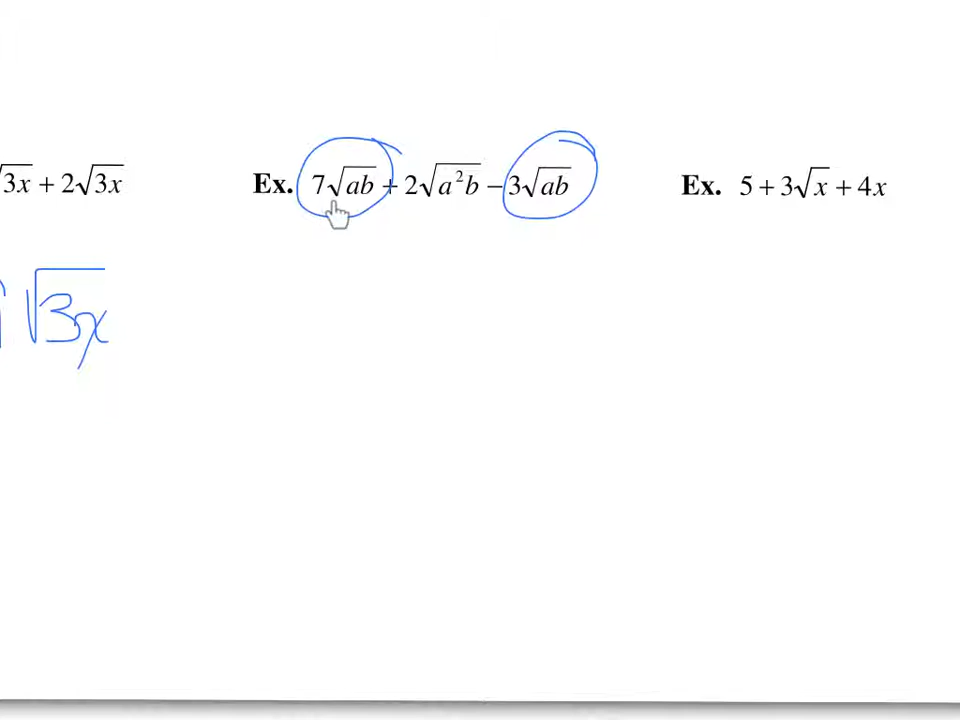 √3x + 2√3x
Ex. 7√ab + 2√a²b − 3√ab
Ex. 5 + 3√x + 4x
√3x